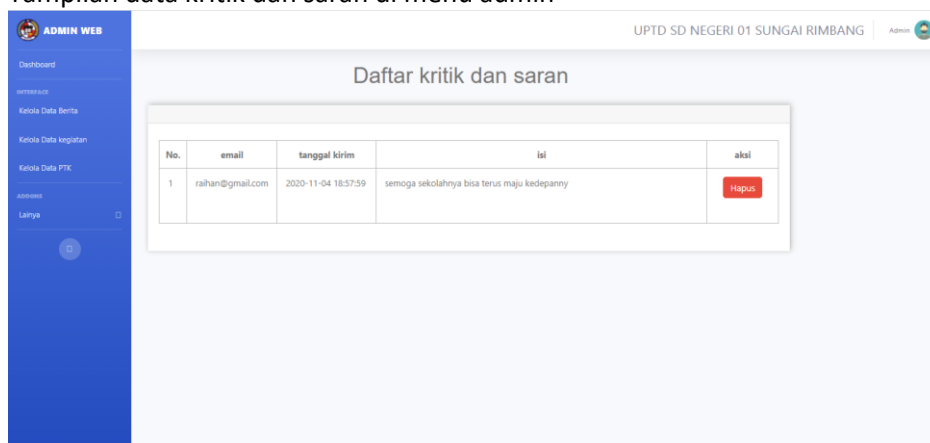 Tampilan data kritik dan saran di menu admin
ADMIN WEB
UPTD SD NEGERI 01 SUNGAI RIMBANG
Admin
Dashboard
INTERFACE
Kelola Data Berita
Kelola Data kegiatan
Kelola Data PTK
ADDONS
Lainya
Daftar kritik dan saran
No. email tanggal kirim isi aksi
1 raihan@gmail.com 2020-11-04 18:57:59 semoga sekolahnya bisa terus maju kedepanny Hapus